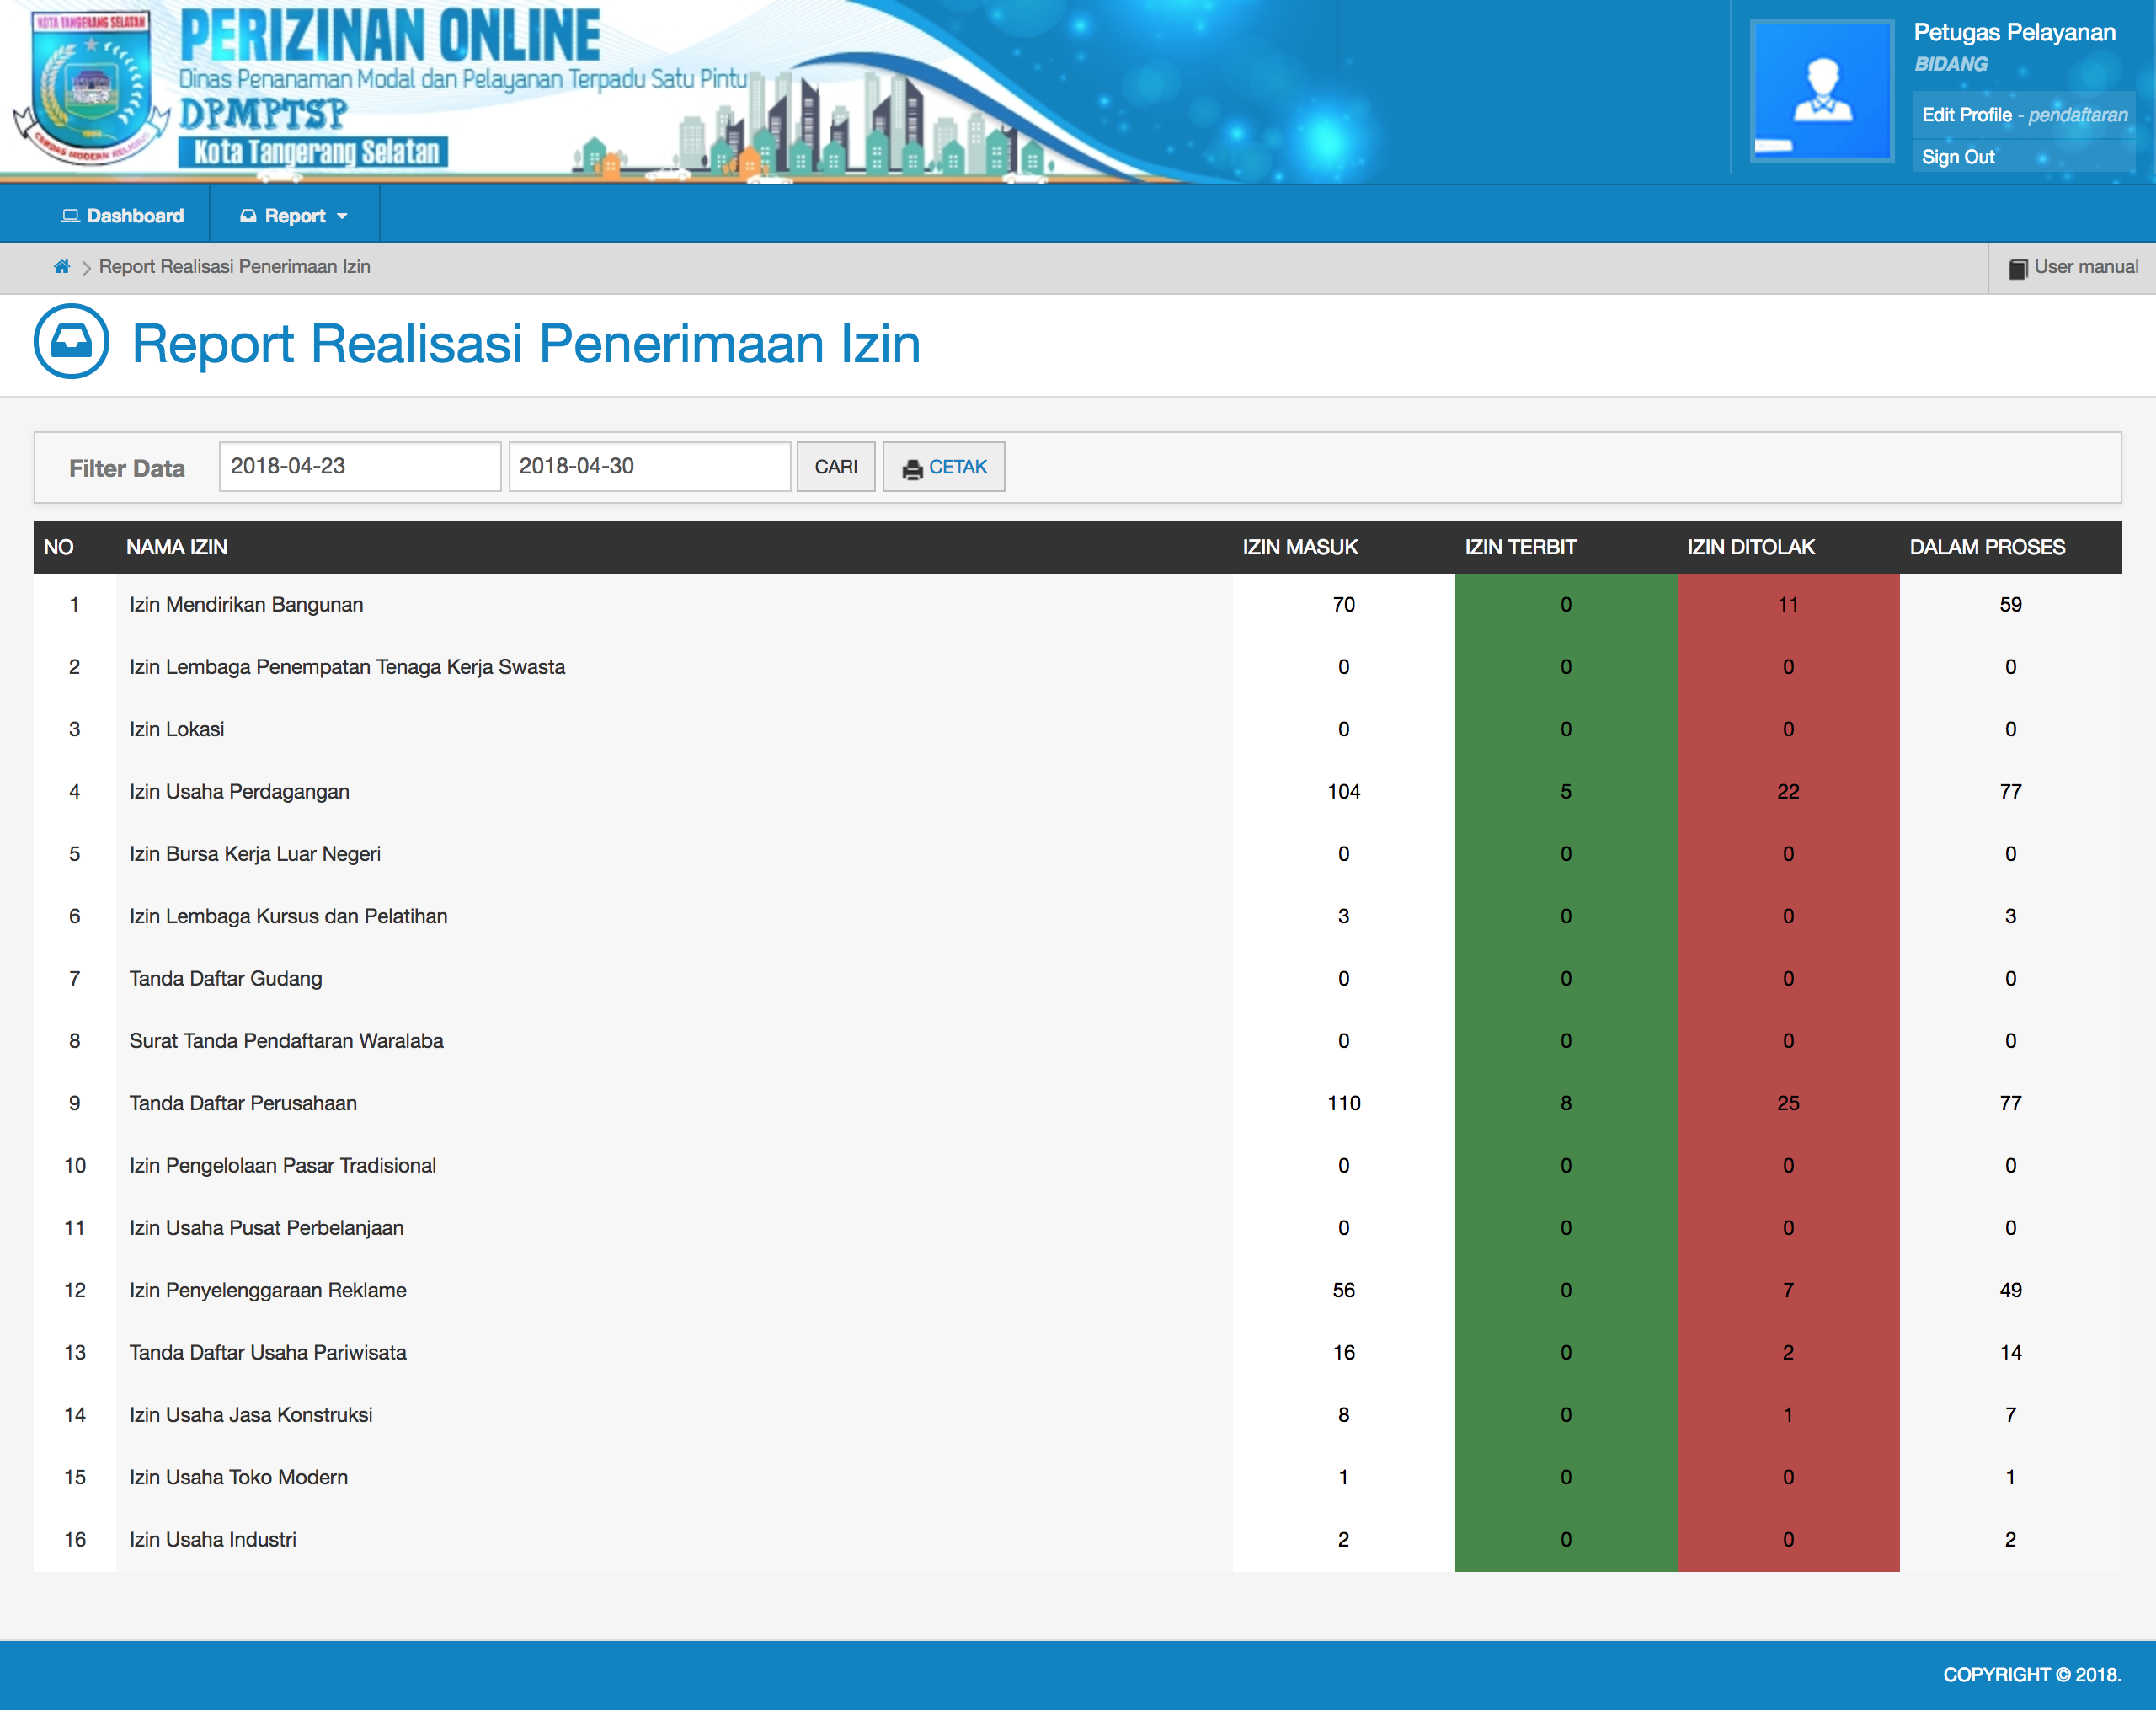 KOTA TANGERANG SELATAN
CERDAS MODERN RELIGIUS
PERIZINAN ONLINE
Dinas Penanaman Modal dan Pelayanan Terpadu Satu Pintu
DPMPTSP
Kota Tangerang Selatan
Petugas Pelayanan
BIDANG
Edit Profile - pendaftaran
Sign Out
Dashboard Report
Report Realisasi Penerimaan Izin User manual
Report Realisasi Penerimaan Izin
Filter Data 2018-04-23 2018-04-30 CARI CETAK
NO NAMA IZIN IZIN MASUK IZIN TERBIT IZIN DITOLAK DALAM PROSES
1 Izin Mendirikan Bangunan 70 0 11 59
2 Izin Lembaga Penempatan Tenaga Kerja Swasta 0 0 0 0
3 Izin Lokasi 0 0 0 0
4 Izin Usaha Perdagangan 104 5 22 77
5 Izin Bursa Kerja Luar Negeri 0 0 0 0
6 Izin Lembaga Kursus dan Pelatihan 3 0 0 3
7 Tanda Daftar Gudang 0 0 0 0
8 Surat Tanda Pendaftaran Waralaba 0 0 0 0
9 Tanda Daftar Perusahaan 110 8 25 77
10 Izin Pengelolaan Pasar Tradisional 0 0 0 0
11 Izin Usaha Pusat Perbelanjaan 0 0 0 0
12 Izin Penyelenggaraan Reklame 56 0 7 49
13 Tanda Daftar Usaha Pariwisata 16 0 2 14
14 Izin Usaha Jasa Konstruksi 8 0 1 7
15 Izin Usaha Toko Modern 1 0 0 1
16 Izin Usaha Industri 2 0 0 2
COPYRIGHT © 2018.